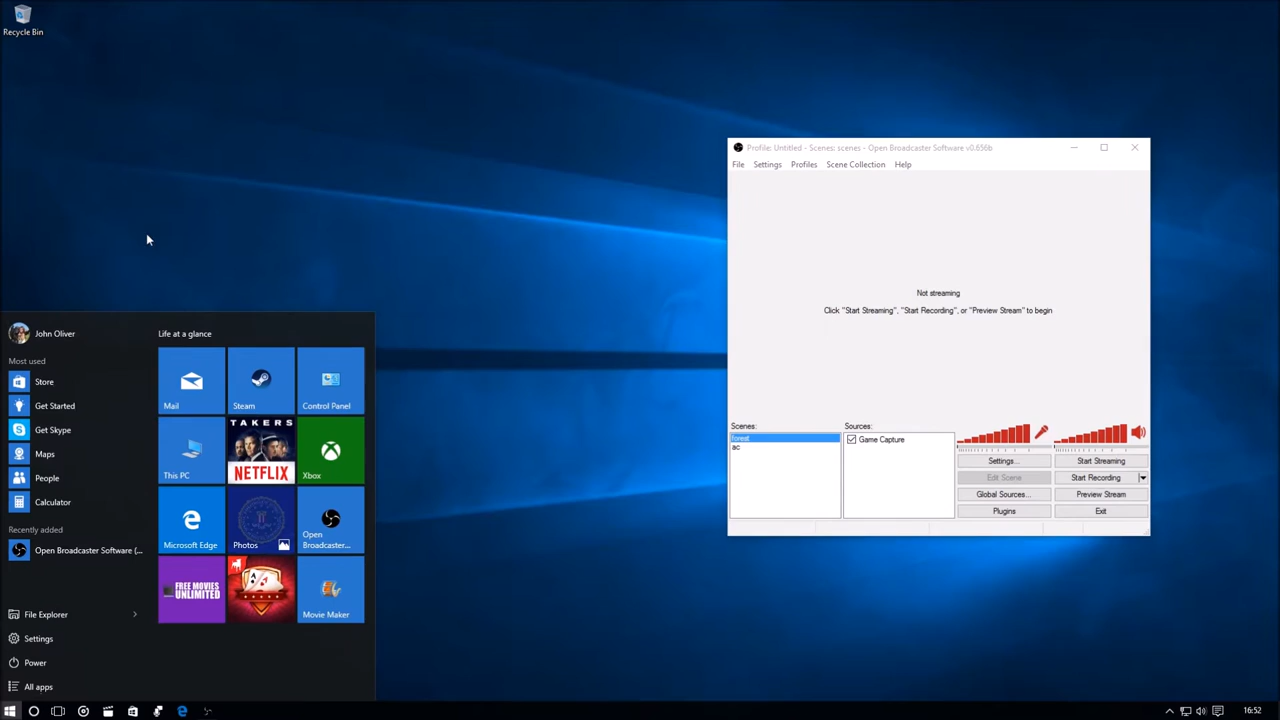 Recycle Bin
Profile: Untitled - Scenes: scenes - Open Broadcaster Software v0.656b
File Settings Profiles Scene Collection Help
Not streaming
Click "Start Streaming", "Start Recording", or "Preview Stream" to begin
Scenes:
forest
ac
Sources:
Game Capture
Settings...
Start Streaming
Edit Scene
Start Recording
Global Sources...
Preview Stream
Plugins
Exit
John Oliver
Most used
Store
Get Started
Get Skype
Maps
People
Calculator
Recently added
Open Broadcaster Software (...
File Explorer
Settings
Power
All apps
Life at a glance
Mail
Steam
Control Panel
This PC
TAKERS
NETFLIX
Xbox
Microsoft Edge
Photos
Open
Broadcaster...
FREE MOVIES
UNLIMITED
Movie Maker
16:52